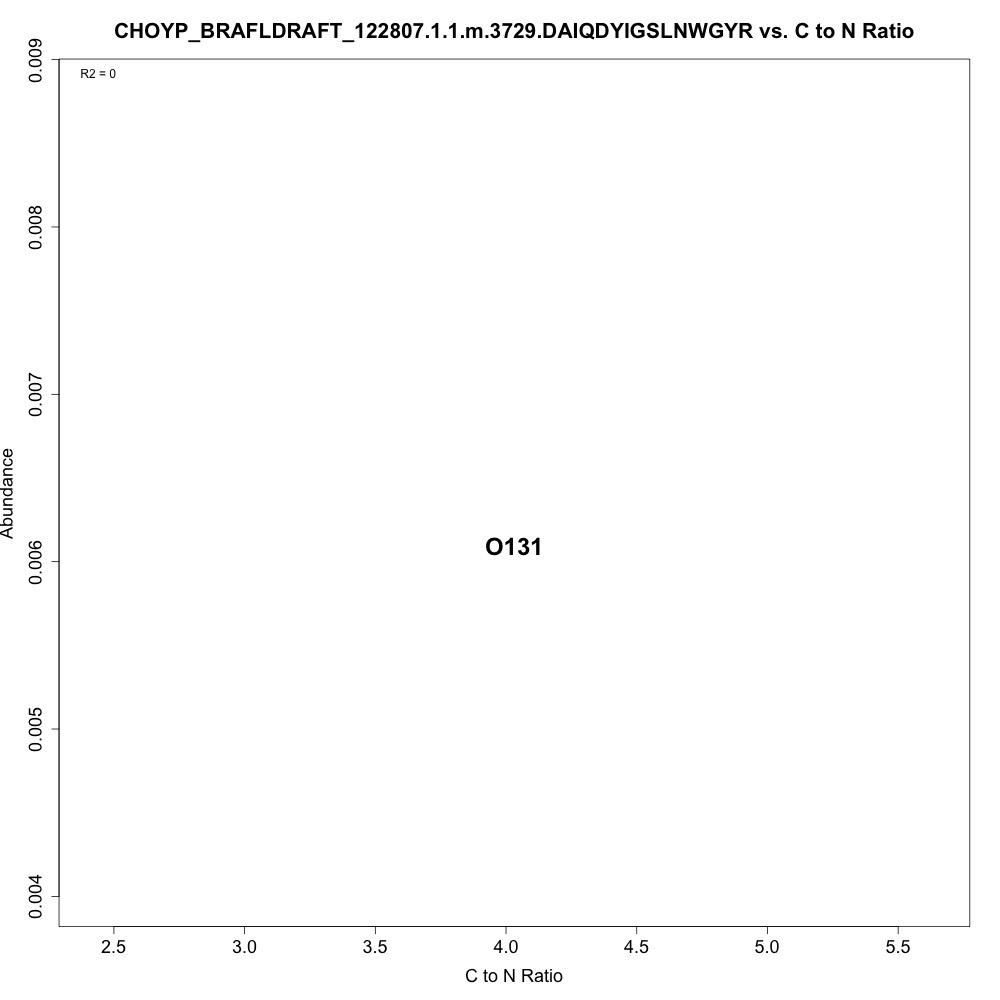 CHOYP_BRAFLDRAFT_122807.1.1.m.3729.DAIQDYIGSLNWGYR vs. C to N Ratio
R2 = 0
0.009
0.008
0.007
0.006
0.005
0.004
Abundance
O131
2.5 3.0 3.5 4.0 4.5 5.0 5.5
C to N Ratio